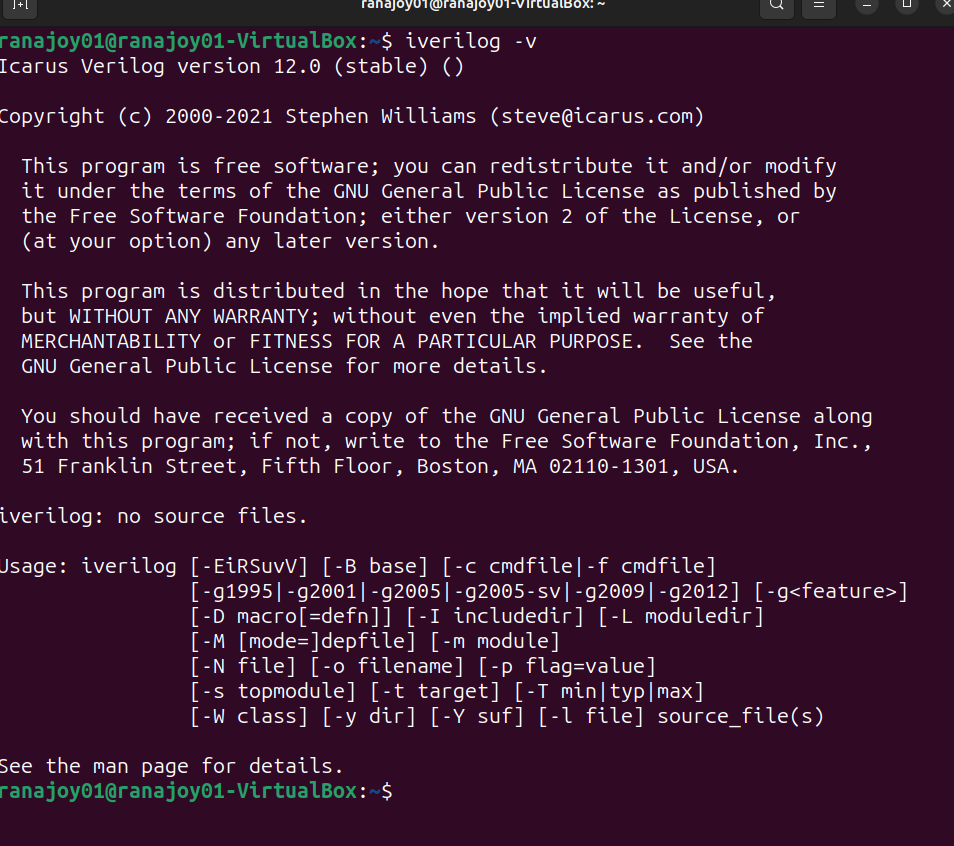 ranajoy01@ranajoy01-VirtualBox: ~
ranajoy01@ranajoy01-VirtualBox:~$ iverilog -v
Icarus Verilog version 12.0 (stable) ()
Copyright (c) 2000-2021 Stephen Williams (steve@icarus.com)
This program is free software; you can redistribute it and/or modify
it under the terms of the GNU General Public License as published by
the Free Software Foundation; either version 2 of the License, or
(at your option) any later version.
This program is distributed in the hope that it will be useful,
but WITHOUT ANY WARRANTY; without even the implied warranty of
MERCHANTABILITY or FITNESS FOR A PARTICULAR PURPOSE.  See the
GNU General Public License for more details.
You should have received a copy of the GNU General Public License along
with this program; if not, write to the Free Software Foundation, Inc.,
51 Franklin Street, Fifth Floor, Boston, MA 02110-1301, USA.
iverilog: no source files.
Usage: iverilog [-EiRSuvV] [-B base] [-c cmdfile|-f cmdfile]
[-g1995|-g2001|-g2005|-g2005-sv|-g2009|-g2012] [-g<feature>]
[-D macro[=defn]] [-I includedir] [-L moduledir]
[-M [mode=]depfile] [-m module]
[-N file] [-o filename] [-p flag=value]
[-s topmodule] [-t target] [-T min|typ|max]
[-W class] [-y dir] [-Y suf] [-l file] source_file(s)
See the man page for details.
ranajoy01@ranajoy01-VirtualBox:~$